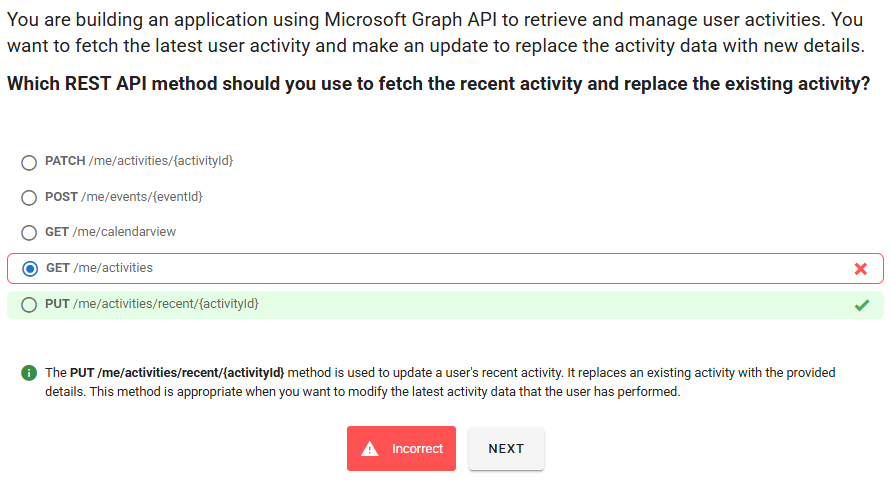 You are building an application using Microsoft Graph API to retrieve and manage user activities. You
want to fetch the latest user activity and make an update to replace the activity data with new details.
Which REST API method should you use to fetch the recent activity and replace the existing activity?
PATCH /me/activities/{activityId}
POST /me/events/{eventId}
GET /me/calendarview
GET /me/activities
PUT /me/activities/recent/{activityId}
The PUT /me/activities/recent/{activityId} method is used to update a user's recent activity. It replaces an existing activity with the provided
details. This method is appropriate when you want to modify the latest activity data that the user has performed.
Incorrect
NEXT